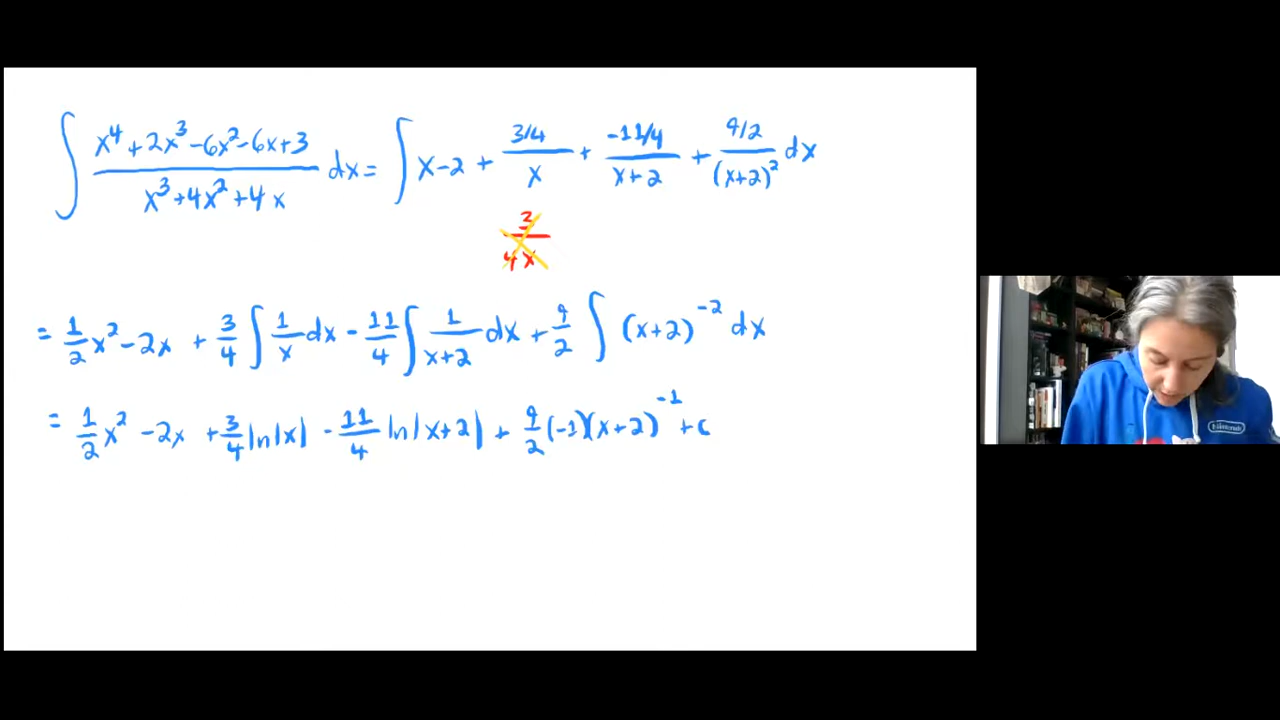 ∫ (x⁴+2x³-6x²-6x+3)/(x³+4x²+4x) dx = ∫ x-2 + (3/4)/x + (-11/4)/(x+2) + (9/2)/(x+2)² dx
3/(4x)
= 1/2 x² - 2x + 3/4 ∫ 1/x dx - 11/4 ∫ 1/(x+2) dx + 9/2 ∫ (x+2)⁻² dx
= 1/2 x² - 2x + 3/4 ln|x| - 11/4 ln|x+2| + 9/2 (-1)(x+2)⁻¹ + C